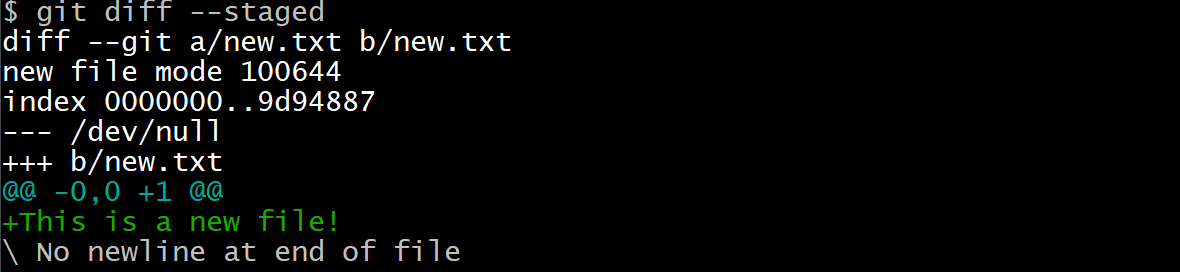 $ git diff --staged
diff --git a/new.txt b/new.txt
new file mode 100644
index 0000000..9d94887
--- /dev/null
+++ b/new.txt
@@ -0,0 +1 @@
+This is a new file!
\ No newline at end of file